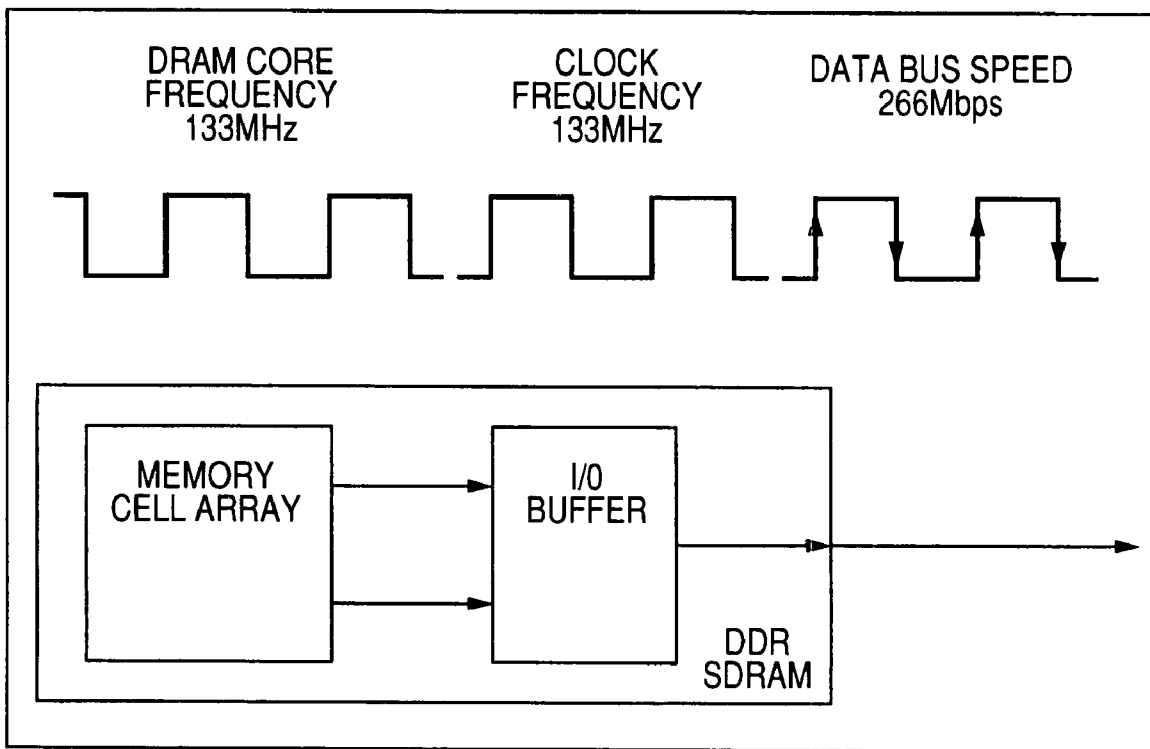 DRAM CORE
FREQUENCY
133MHz
CLOCK
FREQUENCY
133MHz
DATA BUS SPEED
266Mbps
MEMORY
CELL ARRAY
I/0
BUFFER
DDR
SDRAM